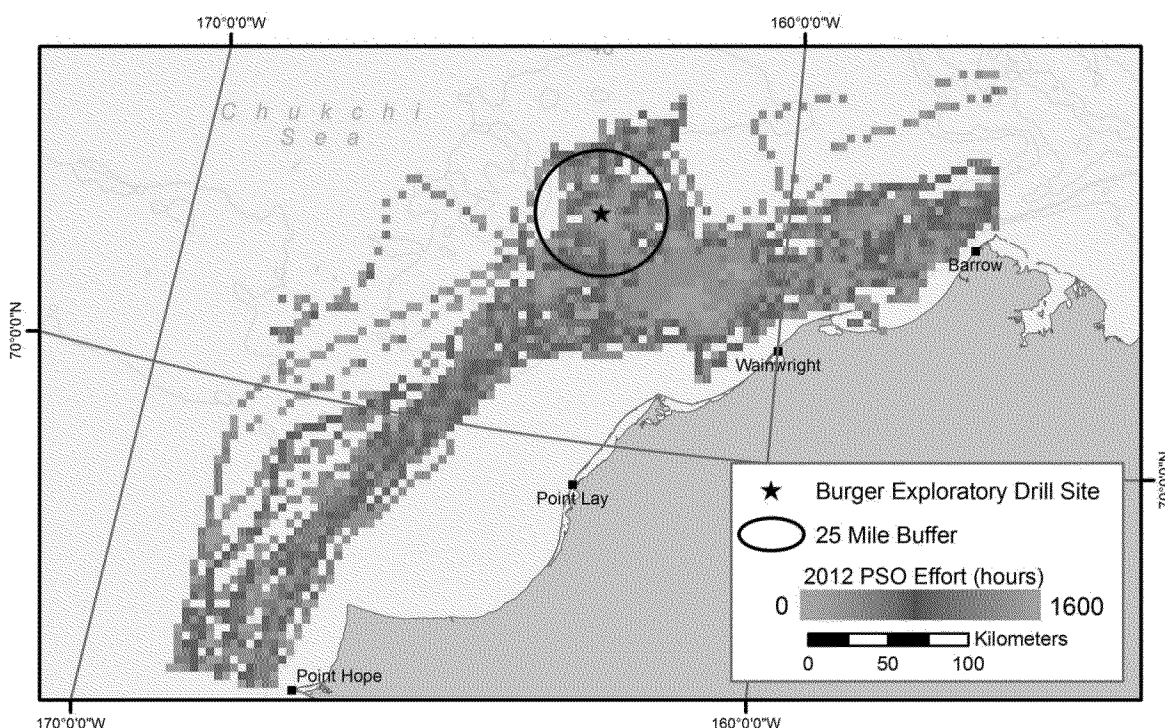 170°0'0"W
160°0'0"W
Chukchi
Sea
Barrow
70°0'0"N
Wainwright
Point Lay
70°0'0"N
Burger Exploratory Drill Site
25 Mile Buffer
2012 PSO Effort (hours)
0
1600
Kilometers
0 50 100
Point Hope
170°0'0"W
160°0'0"W